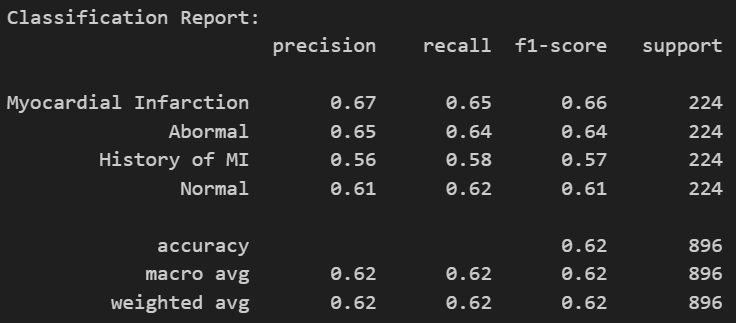 Classification Report:
precision recall f1-score support
Myocardial Infarction 0.67 0.65 0.66 224
Abormal 0.65 0.64 0.64 224
History of MI 0.56 0.58 0.57 224
Normal 0.61 0.62 0.61 224
accuracy 0.62 896
macro avg 0.62 0.62 0.62 896
weighted avg 0.62 0.62 0.62 896